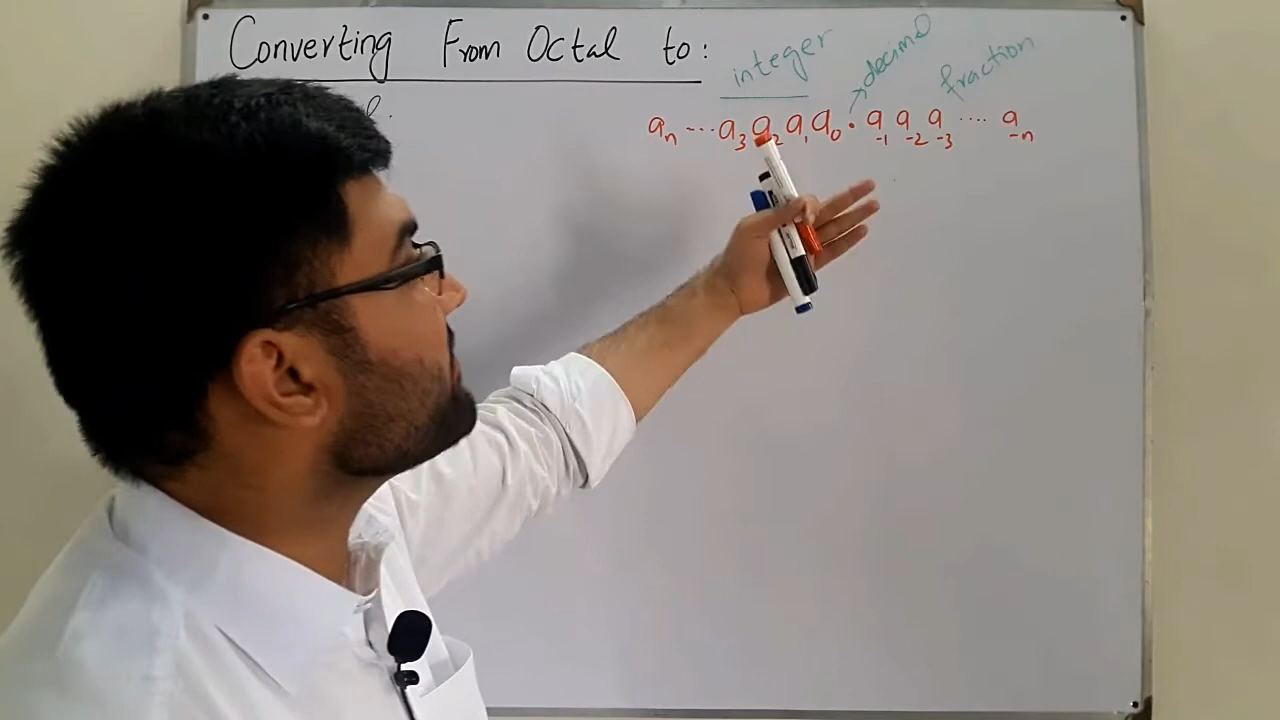 Converting From Octal to:
integer decimal fraction
aₙ ---- a₃ a₂ a₁ a₀ . a₋₁ a₋₂ a₋₃ .... a₋ₙ